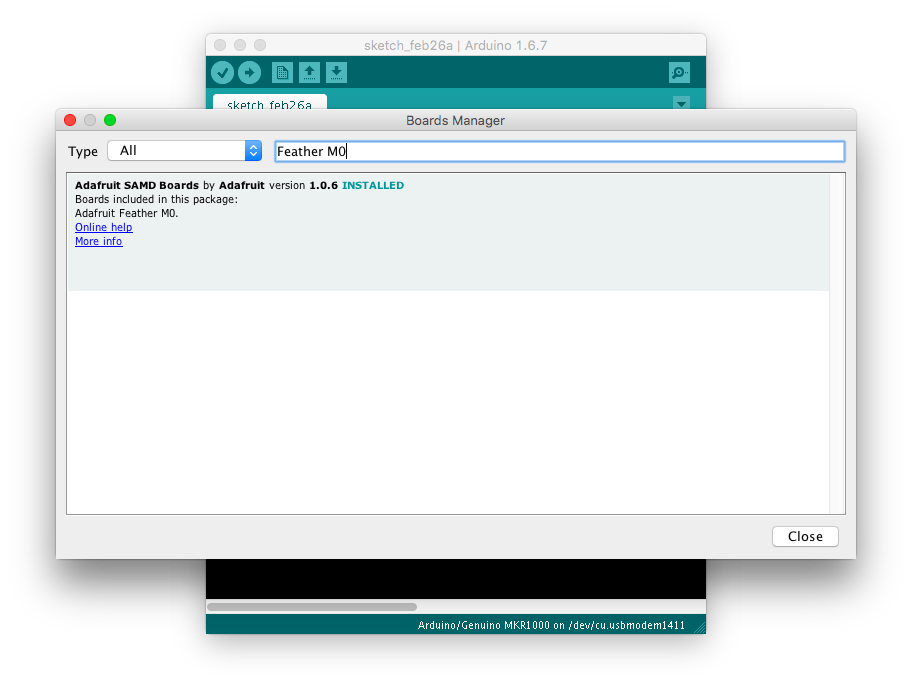 sketch_feb26a | Arduino 1.6.7
sketch_feb26a
Boards Manager
Type All Feather M0
Adafruit SAMD Boards by Adafruit version 1.0.6 INSTALLED
Boards included in this package:
Adafruit Feather M0.
Online help
More info
Close
Arduino/Genuino MKR1000 on /dev/cu.usbmodem1411